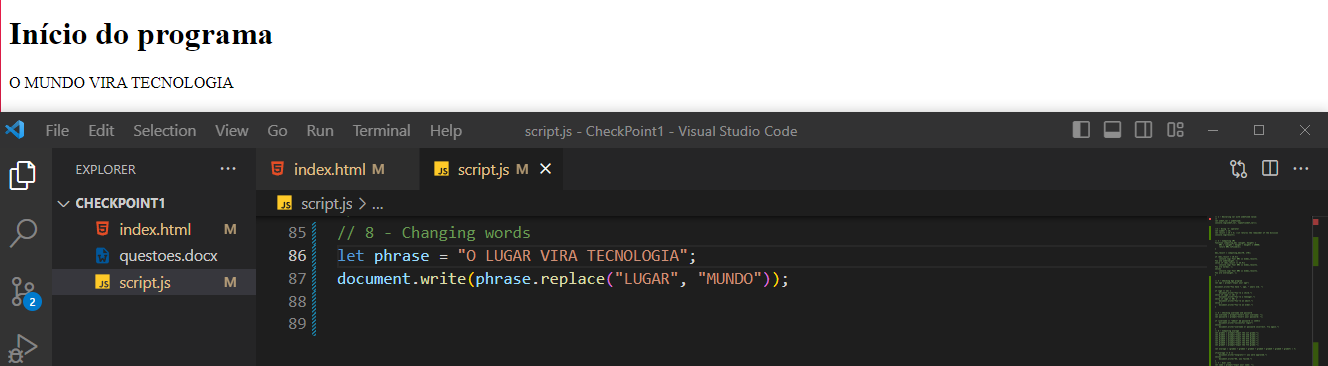 Início do programa
O MUNDO VIRA TECNOLOGIA
File Edit Selection View Go Run Terminal Help script.js - CheckPoint1 - Visual Studio Code
EXPLORER ... index.html M script.js M
CHECKPOINT1 script.js > ...
index.html M
questoes.docx
script.js M
2
85 // 8 - Changing words
86 let phrase = "O LUGAR VIRA TECNOLOGIA";
87 document.write(phrase.replace("LUGAR", "MUNDO"));
88
89